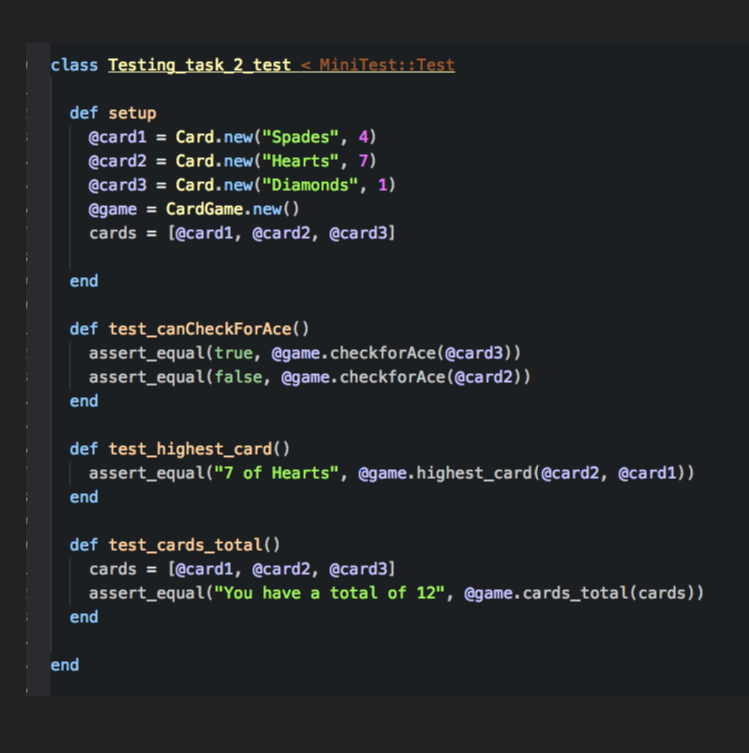 class Testing_task_2_test < MiniTest::Test
def setup
@card1 = Card.new("Spades", 4)
@card2 = Card.new("Hearts", 7)
@card3 = Card.new("Diamonds", 1)
@game = CardGame.new()
cards = [@card1, @card2, @card3]
end
def test_canCheckForAce()
assert_equal(true, @game.checkforAce(@card3))
assert_equal(false, @game.checkforAce(@card2))
end
def test_highest_card()
assert_equal("7 of Hearts", @game.highest_card(@card2, @card1))
end
def test_cards_total()
cards = [@card1, @card2, @card3]
assert_equal("You have a total of 12", @game.cards_total(cards))
end
end